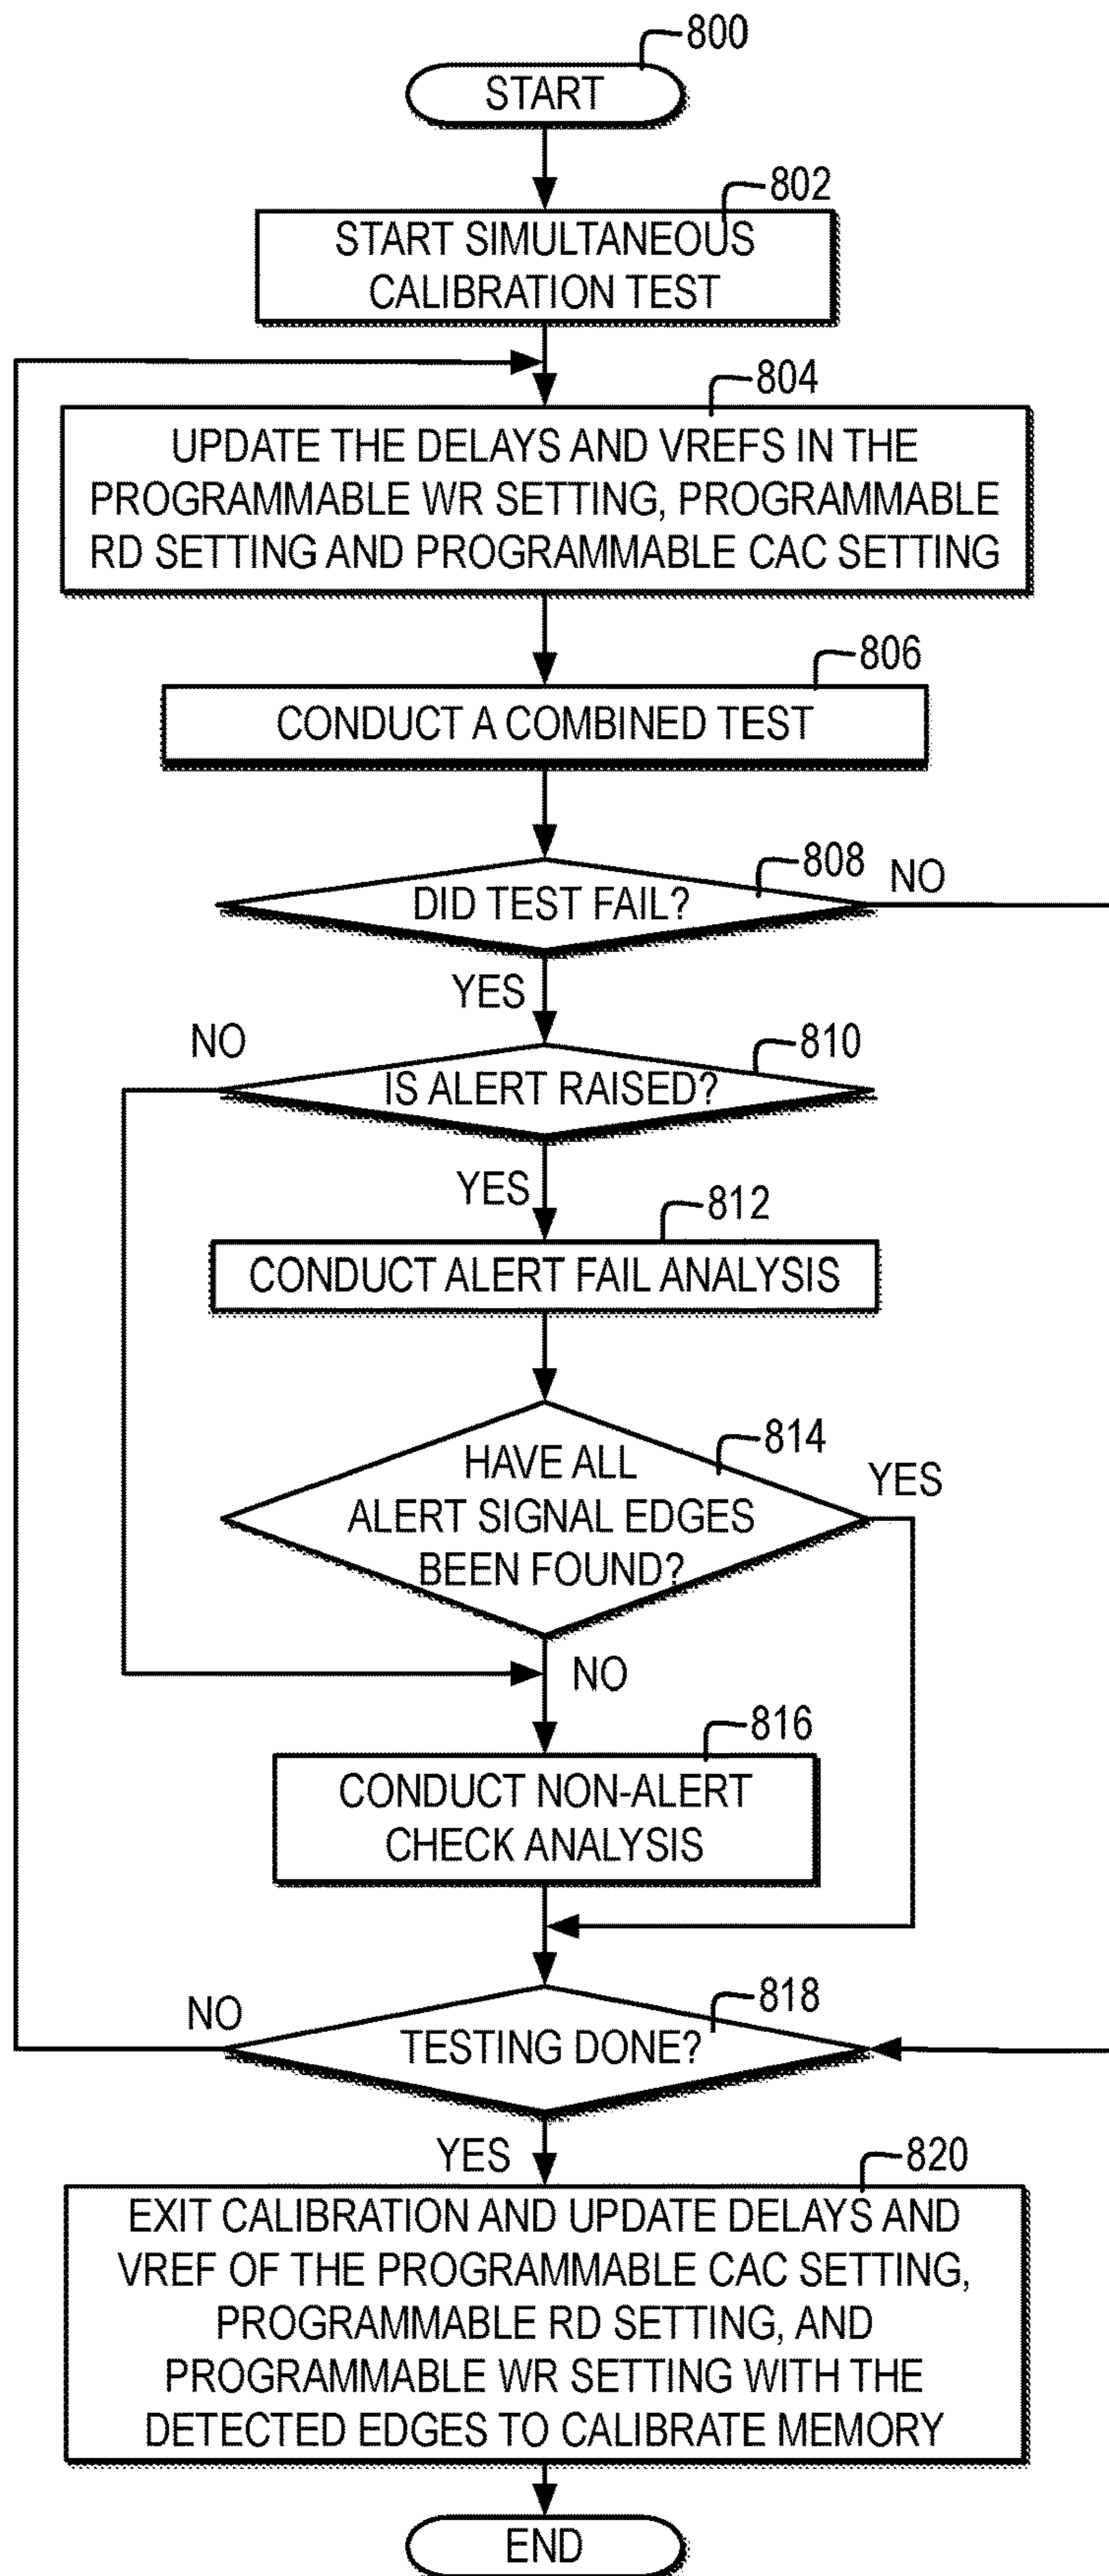 800
START
802
START SIMULTANEOUS
CALIBRATION TEST
804
UPDATE THE DELAYS AND VREFS IN THE
PROGRAMMABLE WR SETTING, PROGRAMMABLE
RD SETTING AND PROGRAMMABLE CAC SETTING
806
CONDUCT A COMBINED TEST
808
NO
DID TEST FAIL?
YES
NO
810
IS ALERT RAISED?
YES
812
CONDUCT ALERT FAIL ANALYSIS
814
YES
HAVE ALL
ALERT SIGNAL EDGES
BEEN FOUND?
NO
816
CONDUCT NON-ALERT
CHECK ANALYSIS
818
NO
TESTING DONE?
YES
820
EXIT CALIBRATION AND UPDATE DELAYS AND
VREF OF THE PROGRAMMABLE CAC SETTING,
PROGRAMMABLE RD SETTING, AND
PROGRAMMABLE WR SETTING WITH THE
DETECTED EDGES TO CALIBRATE MEMORY
END